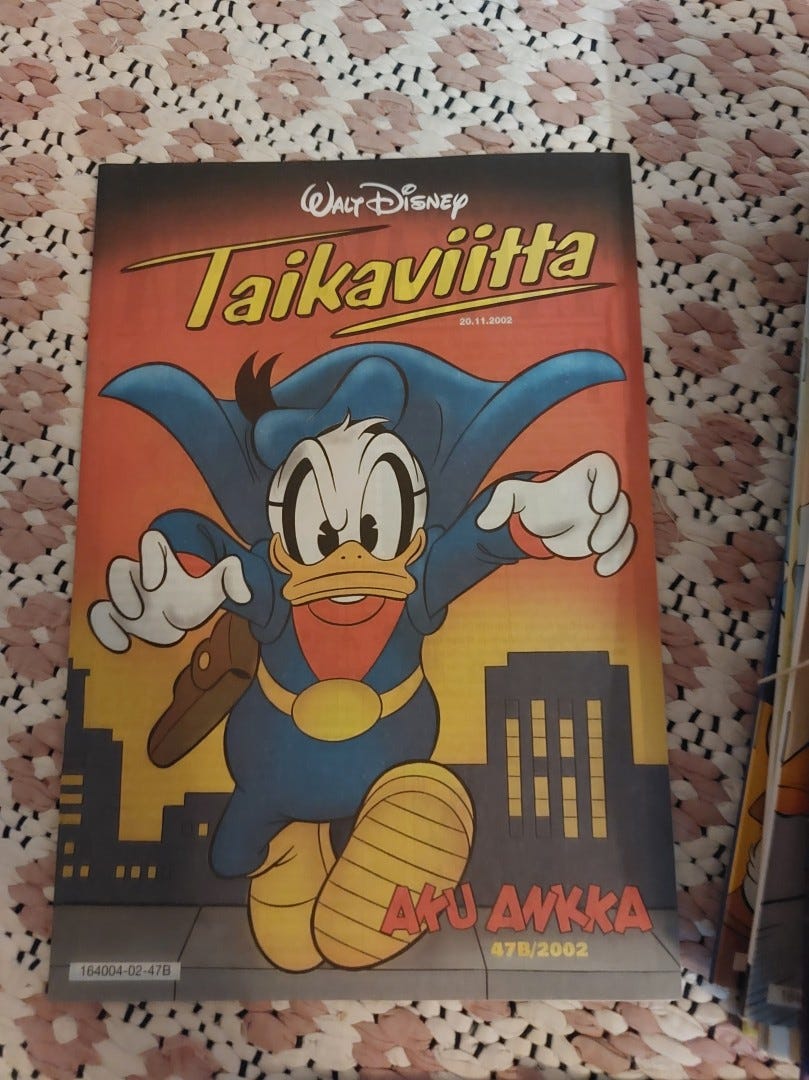 Walt Disney
Taikaviitta
20.11.2002
AKU ANKKA
47B/2002
164004-02-47B